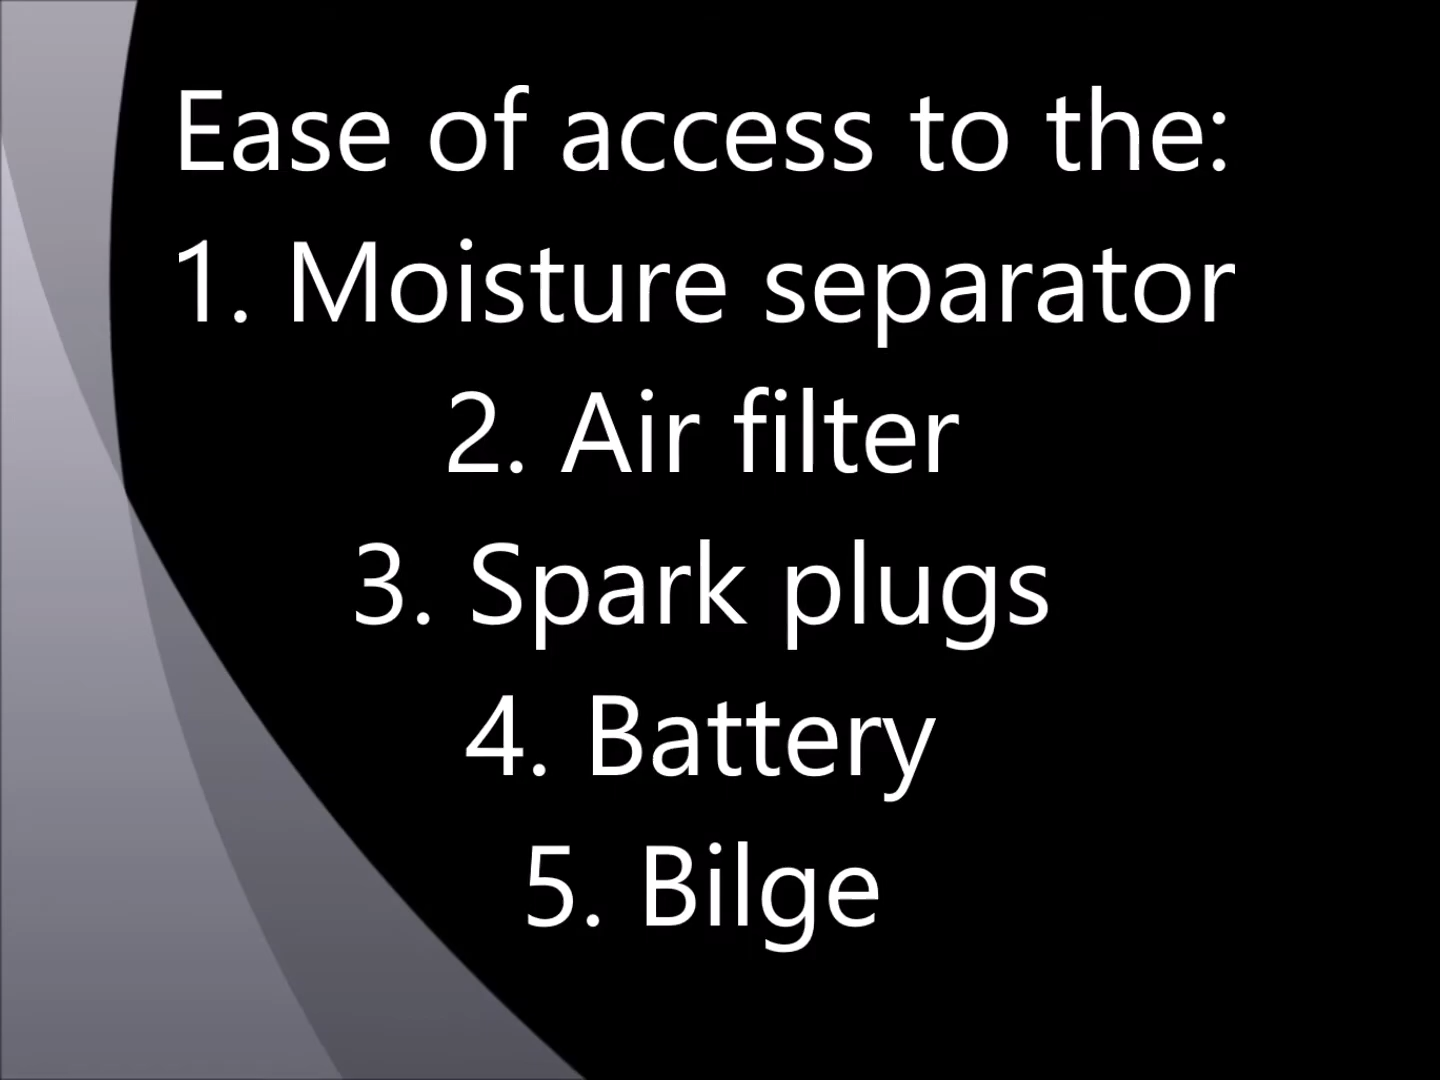 Ease of access to the:
1. Moisture separator
2. Air filter
3. Spark plugs
4. Battery
5. Bilge